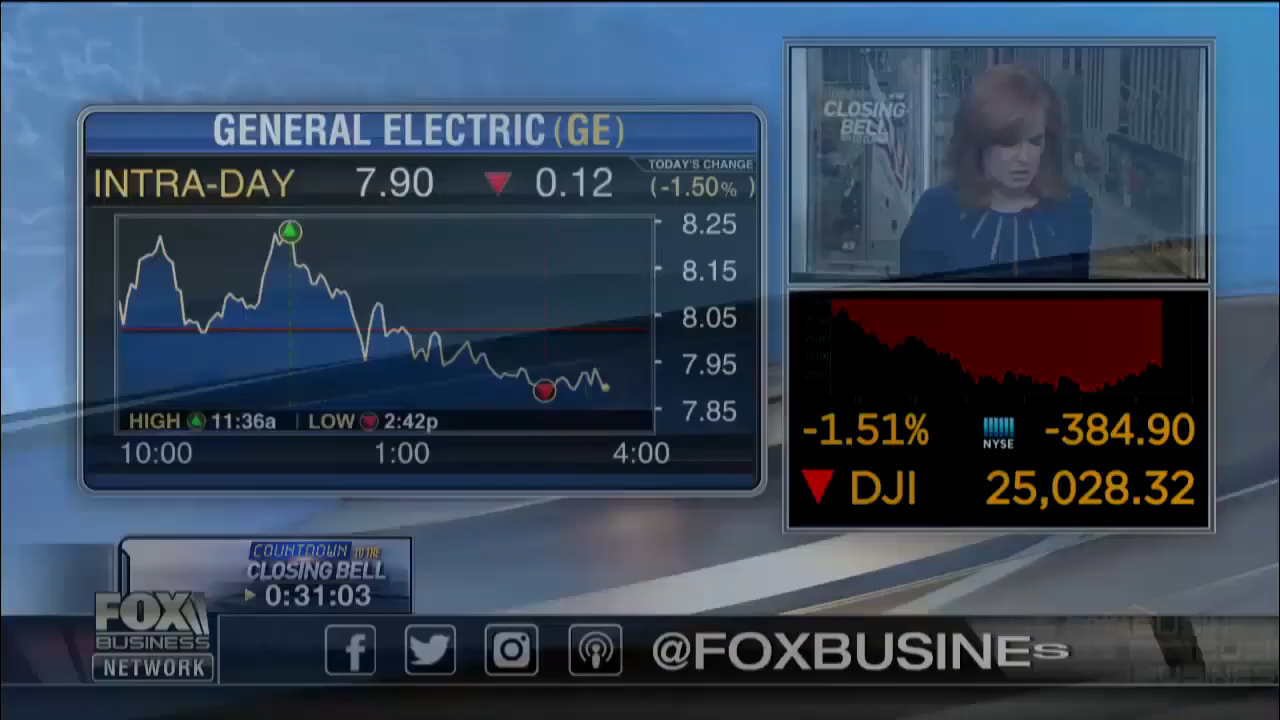 GENERAL ELECTRIC (GE)
TODAY'S CHANGE
INTRA-DAY 7.90 0.12 (-1.50% )
8.25
8.15
8.05
7.95
7.85
HIGH 11:36a LOW 2:42p
10:00 1:00 4:00
CLOSING
BELL
-1.51% NYSE -384.90
DJI 25,028.32
COUNTDOWN TO THE
CLOSING BELL
0:31:03
FOX
BUSINESS
NETWORK
@FOXBUSINES